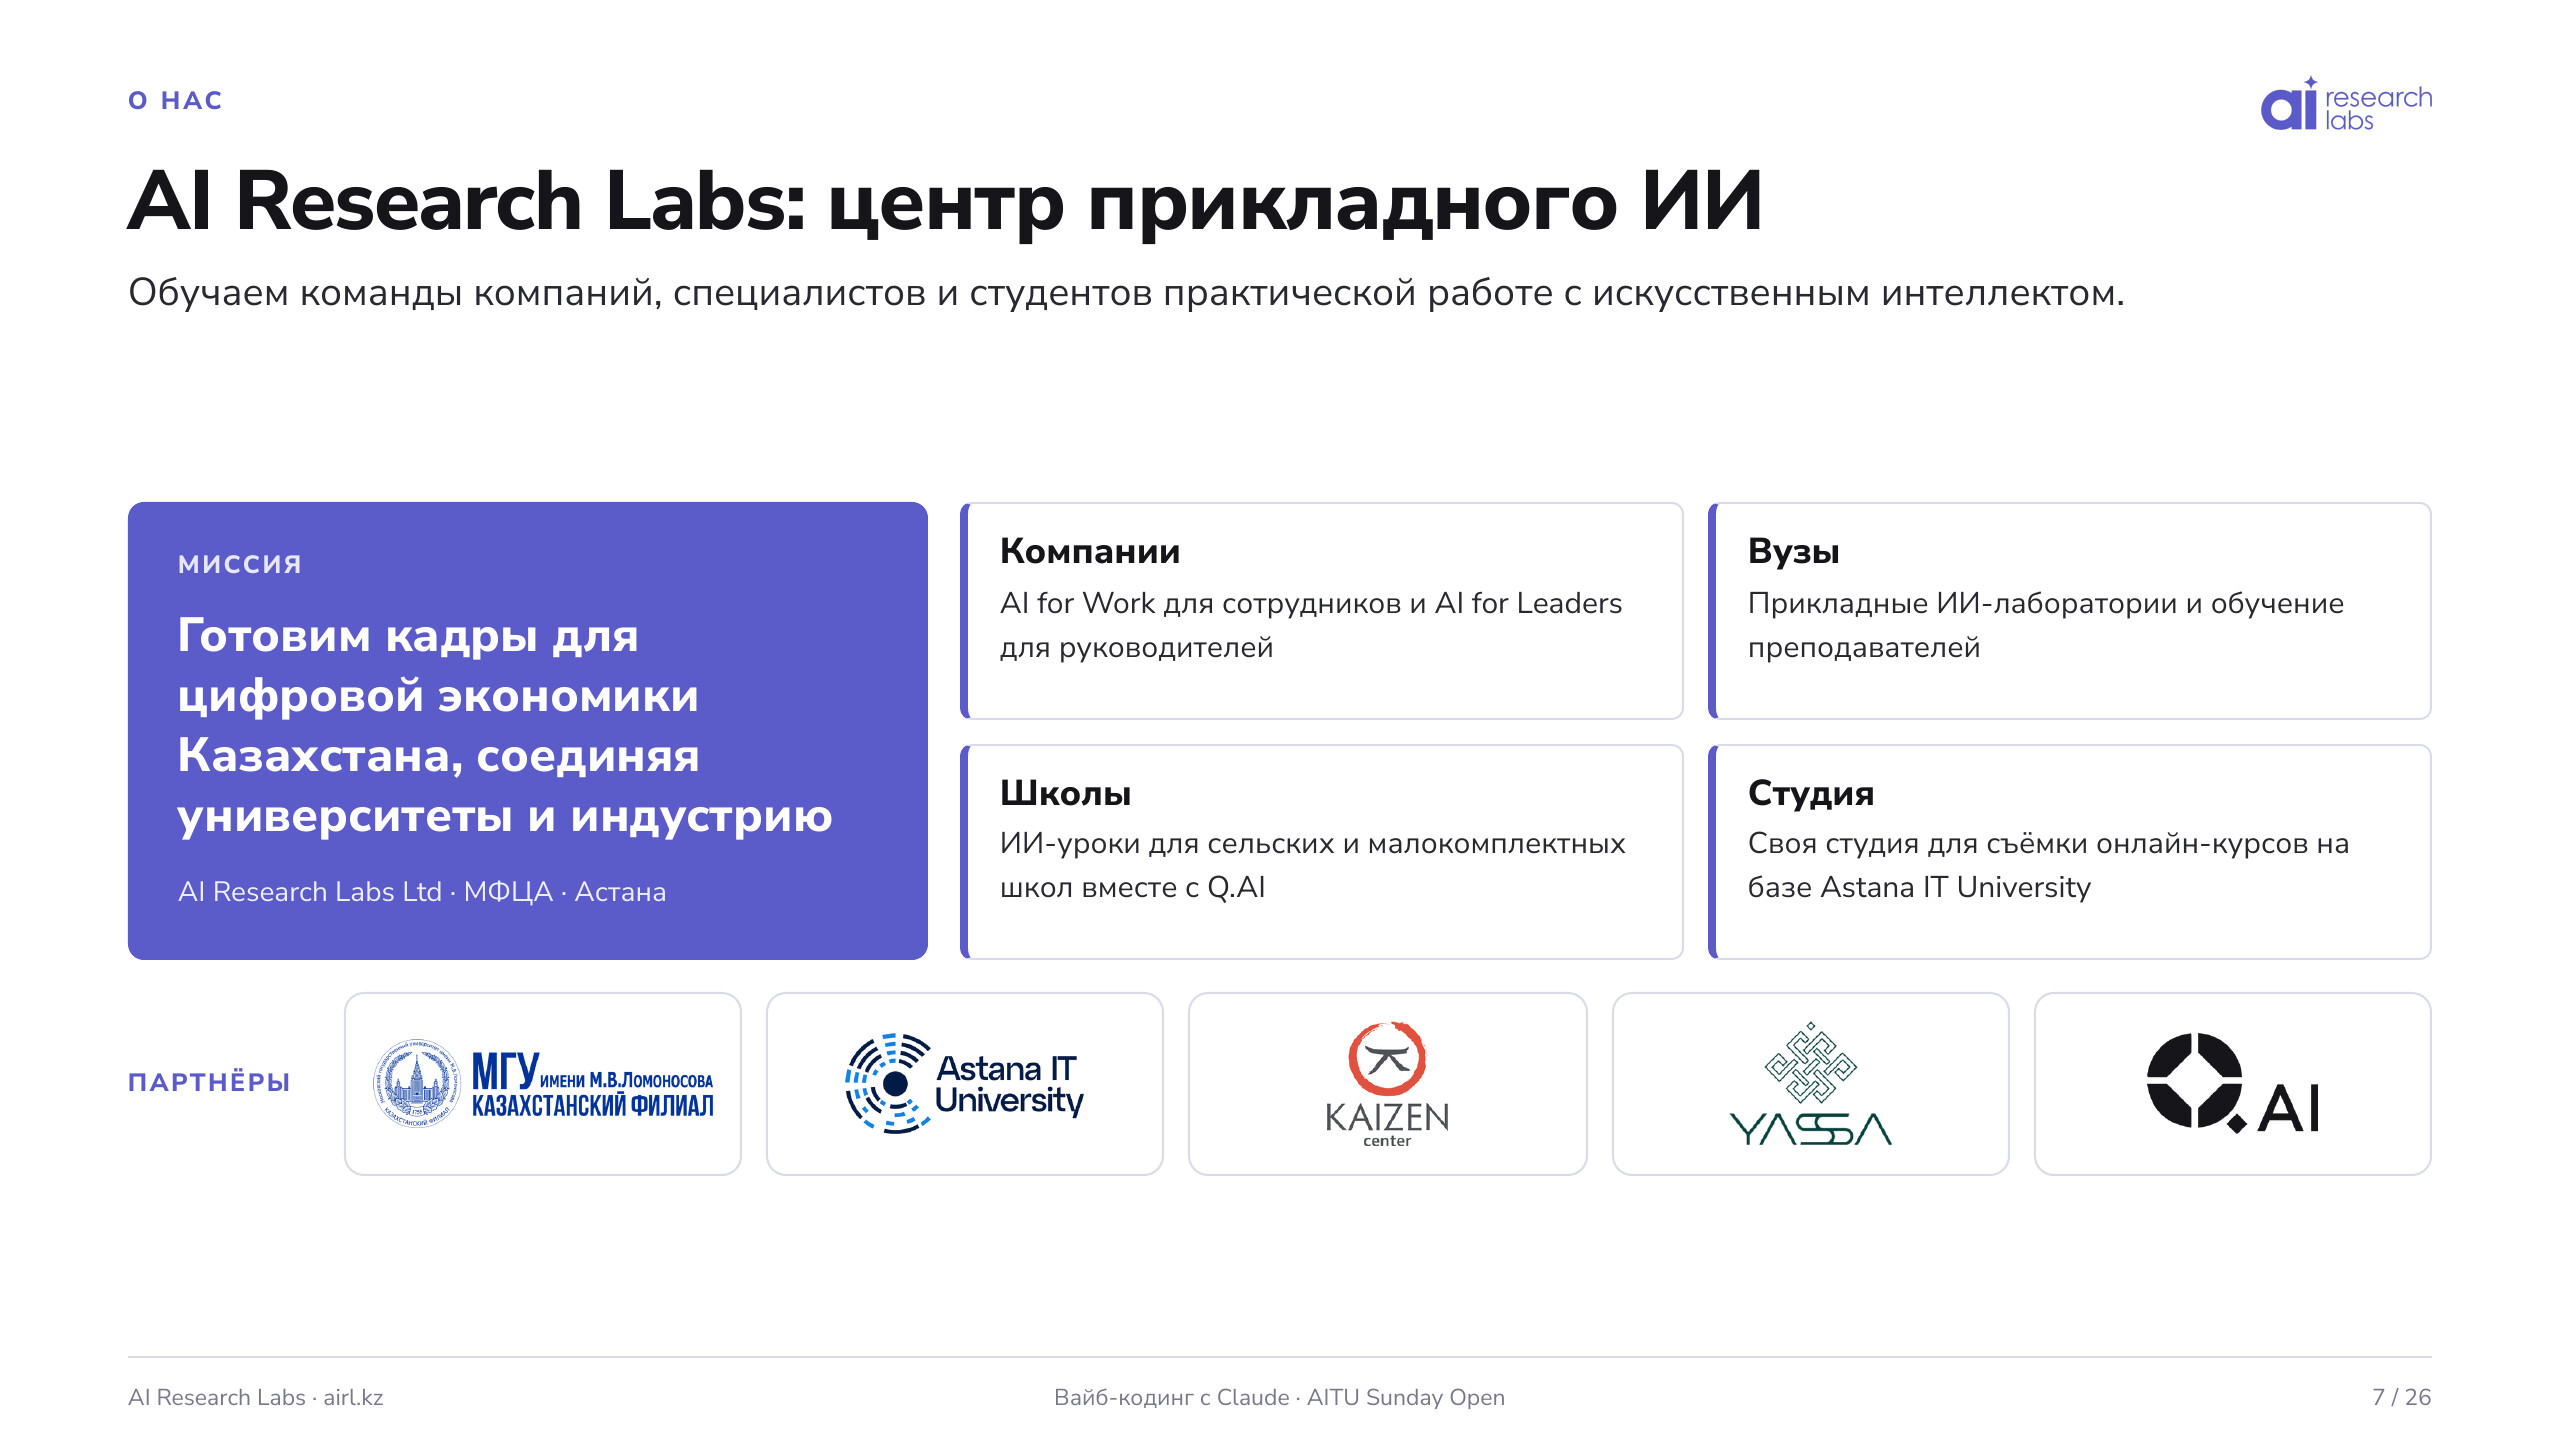 О НАС
ai research labs
AI Research Labs: центр прикладного ИИ
Обучаем команды компаний, специалистов и студентов практической работе с искусственным интеллектом.
МИССИЯ
Готовим кадры для
цифровой экономики
Казахстана, соединяя
университеты и индустрию
AI Research Labs Ltd · МФЦА · Астана
Компании
AI for Work для сотрудников и AI for Leaders
для руководителей
Вузы
Прикладные ИИ-лаборатории и обучение
преподавателей
Школы
ИИ-уроки для сельских и малокомплектных
школ вместе с Q.AI
Студия
Своя студия для съёмки онлайн-курсов на
базе Astana IT University
ПАРТНЁРЫ
МГУ ИМЕНИ М.В.ЛОМОНОСОВА
КАЗАХСТАНСКИЙ ФИЛИАЛ
Astana IT
University
KAIZEN
center
YASSA
Q.AI
AI Research Labs · airl.kz
Вайб-кодинг с Claude · AITU Sunday Open
7 / 26